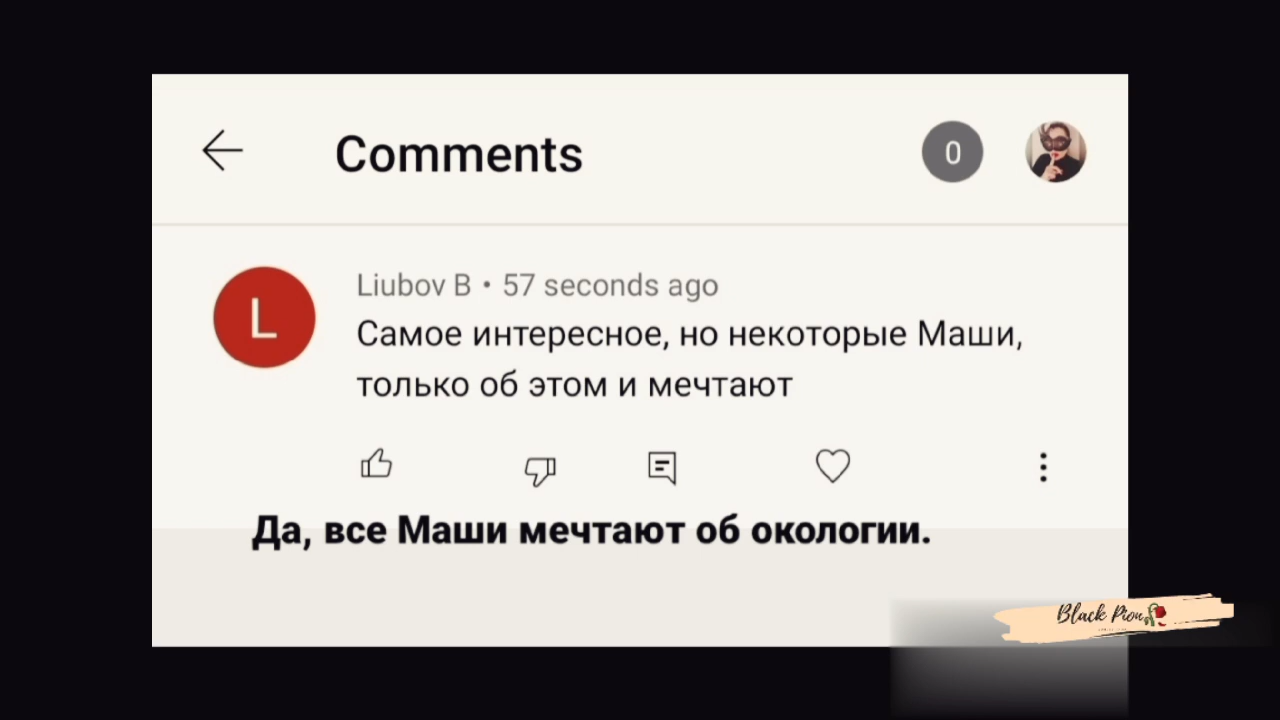 Comments
0
L
Liubov B • 57 seconds ago
Самое интересное, но некоторые Маши,
только об этом и мечтают
Да, все Маши мечтают об окологии.
Black Pion